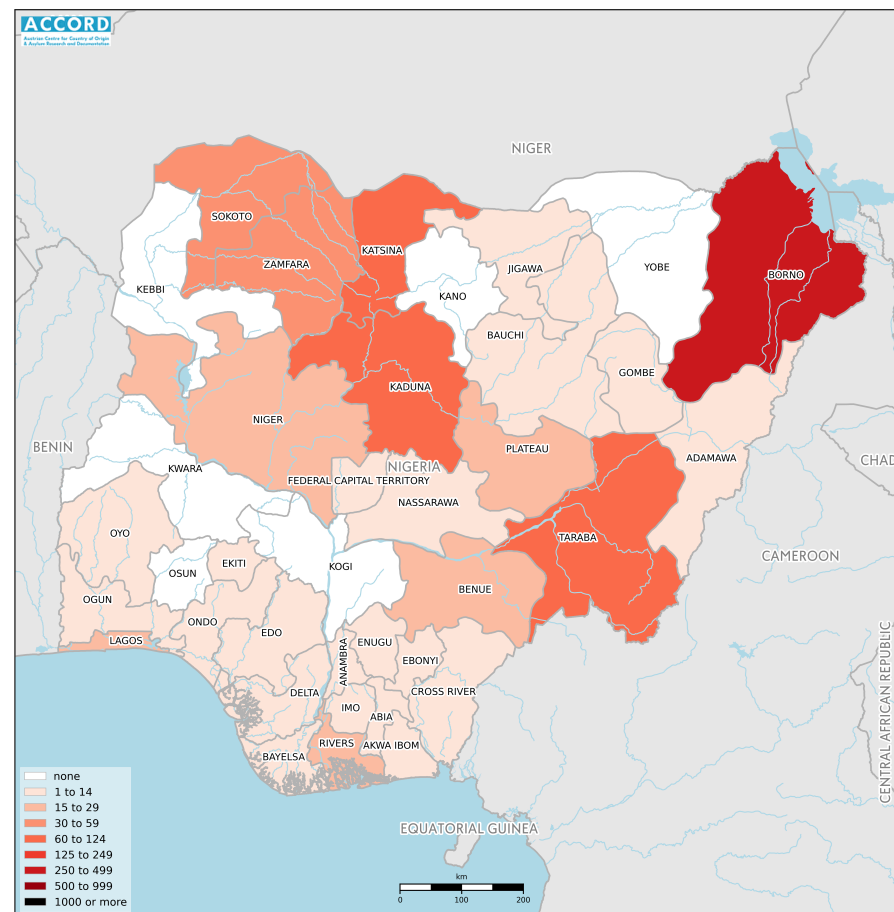 ACCORD
Austrian Centre for Country of Origin
& Asylum Research and Documentation
NIGER
SOKOTO
KATSINA
ZAMFARA
JIGAWA
YOBE
BORNO
KEBBI
KANO
BAUCHI
GOMBE
KADUNA
NIGER
BENIN
PLATEAU
ADAMAWA
CHAD
KWARA
NIGERIA
FEDERAL CAPITAL TERRITORY
NASSARAWA
OYO
TARABA
CAMEROON
OSUN
EKITI
KOGI
BENUE
OGUN
ONDO
EDO
LAGOS
ENUGU
ANAMBRA
EBONYI
CROSS RIVER
DELTA
IMO
ABIA
RIVERS
AKWA IBOM
BAYELSA
CENTRAL AFRICAN REPUBLIC
EQUATORIAL GUINEA
none
1 to 14
15 to 29
30 to 59
60 to 124
125 to 249
250 to 499
500 to 999
1000 or more
km
0 100 200